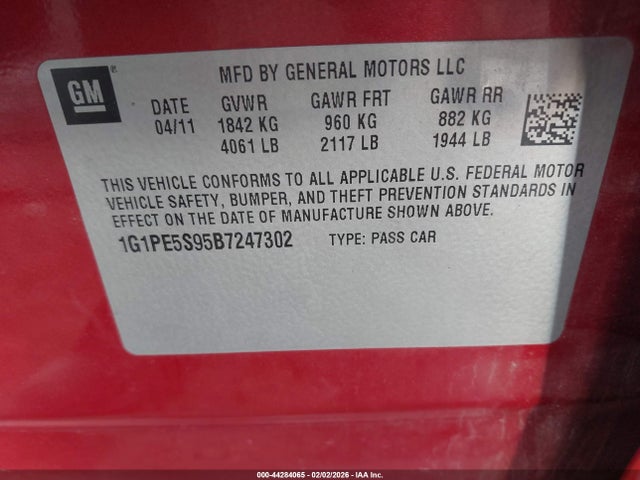 GM
MFD BY GENERAL MOTORS LLC
DATE GVWR GAWR FRT GAWR RR
04/11 1842 KG 960 KG 882 KG
4061 LB 2117 LB 1944 LB
THIS VEHICLE CONFORMS TO ALL APPLICABLE U.S. FEDERAL MOTOR
VEHICLE SAFETY, BUMPER, AND THEFT PREVENTION STANDARDS IN
EFFECT ON THE DATE OF MANUFACTURE SHOWN ABOVE.
1G1PE5S95B7247302 TYPE: PASS CAR
000-44284065 - 02/02/2026 - IAA Inc.